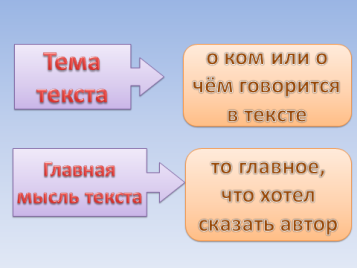 Тема
текста
о ком или о
чём говорится
в тексте
Главная
мысль текста
то главное,
что хотел
сказать автор